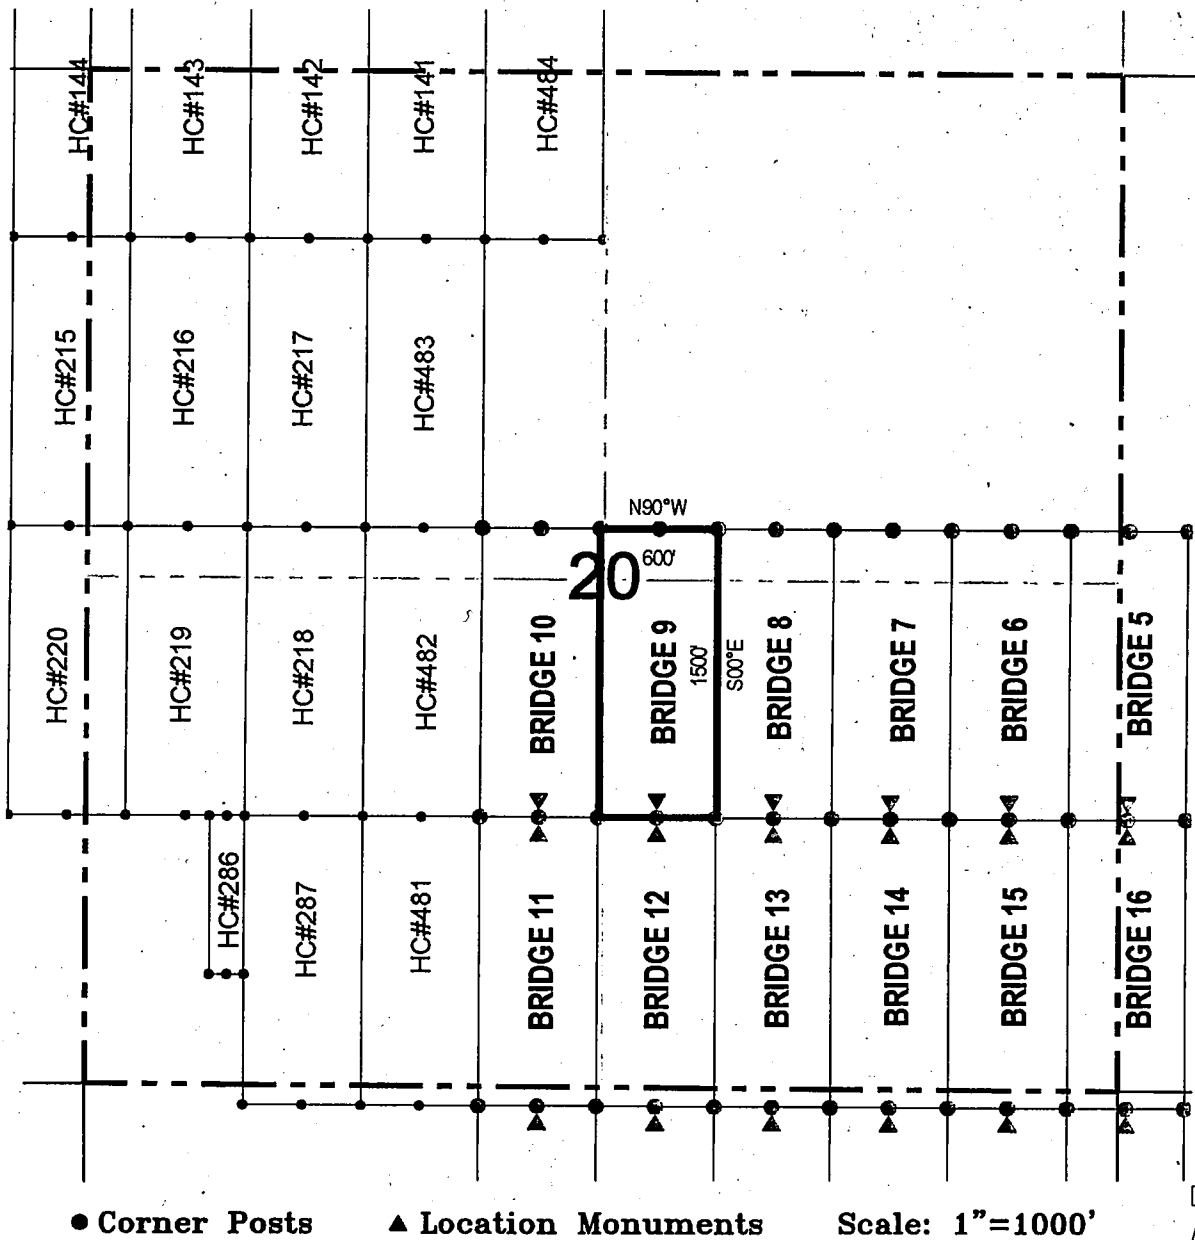 HC#144
HC#143
HC#142
HC#141
HC#484
HC#215
HC#216
HC#217
HC#483
N90°W
20
600'
HC#220
HC#219
HC#218
HC#482
BRIDGE 10
BRIDGE 9
1500'
S00°E
BRIDGE 8
BRIDGE 7
BRIDGE 6
BRIDGE 5
HC#286
HC#287
HC#481
BRIDGE 11
BRIDGE 12
BRIDGE 13
BRIDGE 14
BRIDGE 15
BRIDGE 16
Corner Posts
Location Monuments
Scale: 1"=1000'